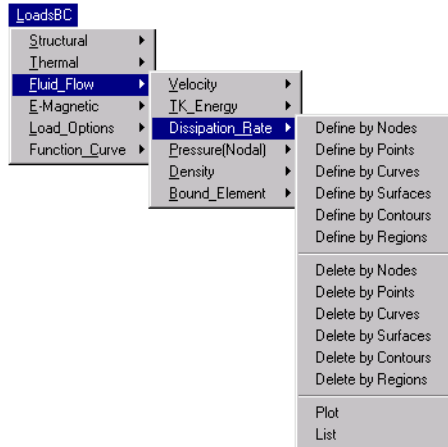 LoadsBC
Structural
Thermal
Fluid_Flow
E-Magnetic
Load_Options
Function_Curve
Velocity
TK_Energy
Dissipation_Rate
Pressure(Nodal)
Density
Bound_Element
Define by Nodes
Define by Points
Define by Curves
Define by Surfaces
Define by Contours
Define by Regions
Delete by Nodes
Delete by Points
Delete by Curves
Delete by Surfaces
Delete by Contours
Delete by Regions
Plot
List